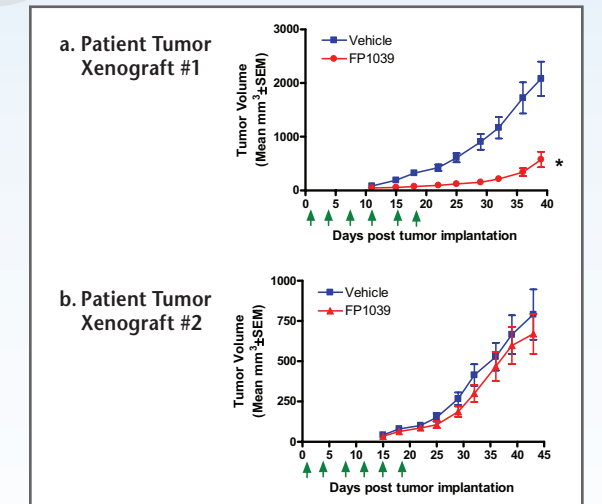 a. Patient Tumor
Xenograft #1
Tumor Volume
(Mean mm³±SEM)
3000
2000
1000
0
Vehicle
FP1039
*
0 5 10 15 20 25 30 35 40
Days post tumor implantation
b. Patient Tumor
Xenograft #2
Tumor Volume
(Mean mm³±SEM)
1000
750
500
250
0
Vehicle
FP1039
0 5 10 15 20 25 30 35 40 45
Days post tumor implantation